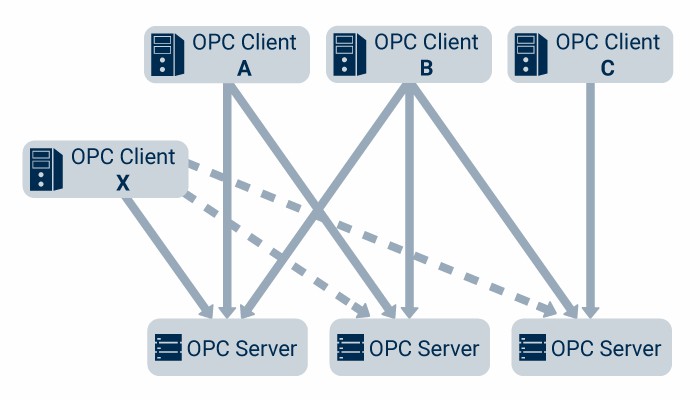 OPC Client
A
OPC Client
B
OPC Client
C
OPC Client
X
OPC Server
OPC Server
OPC Server